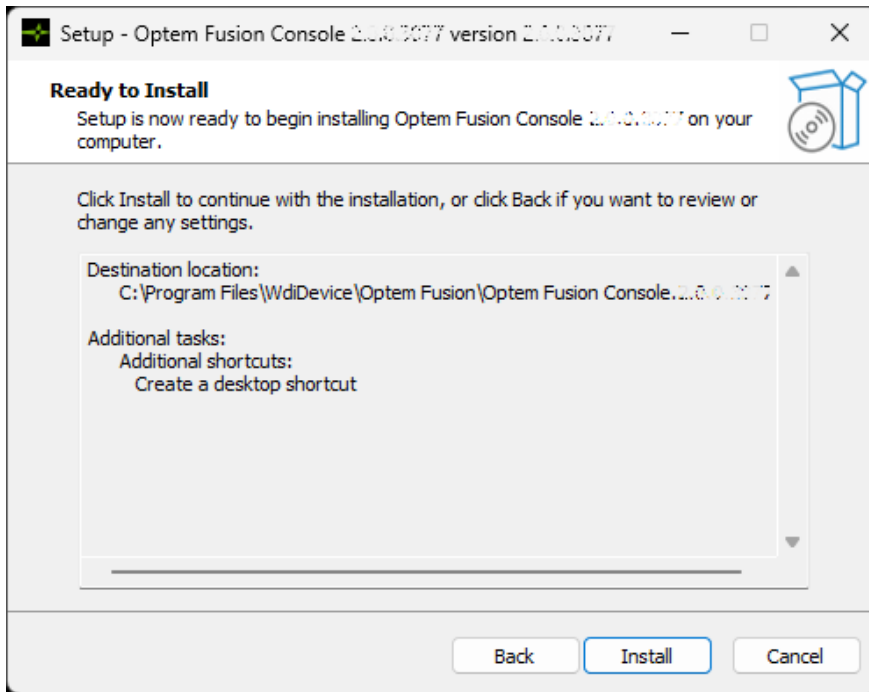 Setup - Optem Fusion Console version
Ready to Install
Setup is now ready to begin installing Optem Fusion Console on your
computer.
Click Install to continue with the installation, or click Back if you want to review or
change any settings.
Destination location:
C:\Program Files\WdiDevice\Optem Fusion\Optem Fusion Console.
Additional tasks:
Additional shortcuts:
Create a desktop shortcut
Back
Install
Cancel